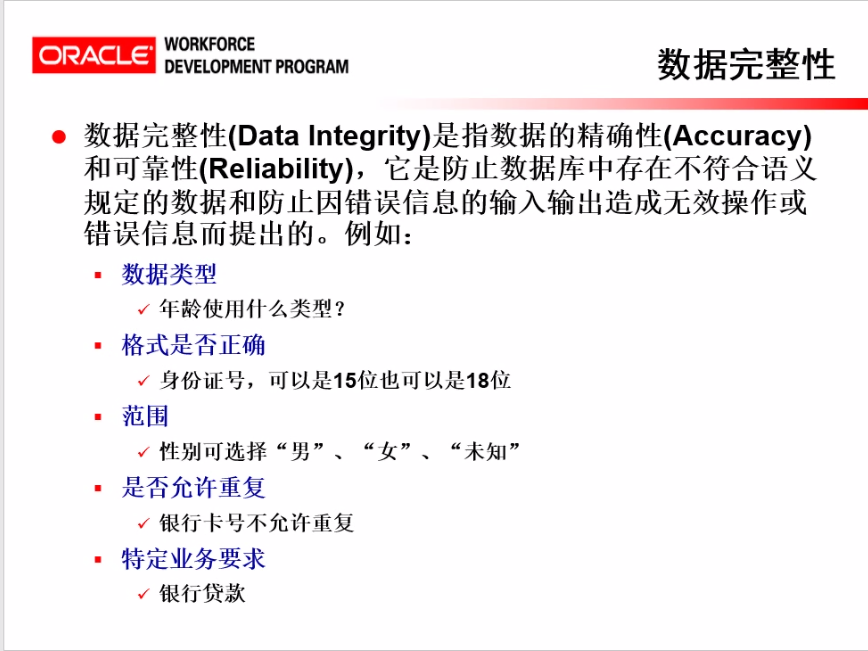 ORACLE
WORKFORCE
DEVELOPMENT PROGRAM
数据完整性
数据完整性(Data Integrity)是指数据的精确性(Accuracy)
和可靠性(Reliability)，它是防止数据库中存在不符合语义
规定的数据和防止因错误信息的输入输出造成无效操作或
错误信息而提出的。例如：
数据类型
年龄使用什么类型？
格式是否正确
身份证号，可以是15位也可以是18位
范围
性别可选择“男”、“女”、“未知”
是否允许重复
银行卡号不允许重复
特定业务要求
银行贷款